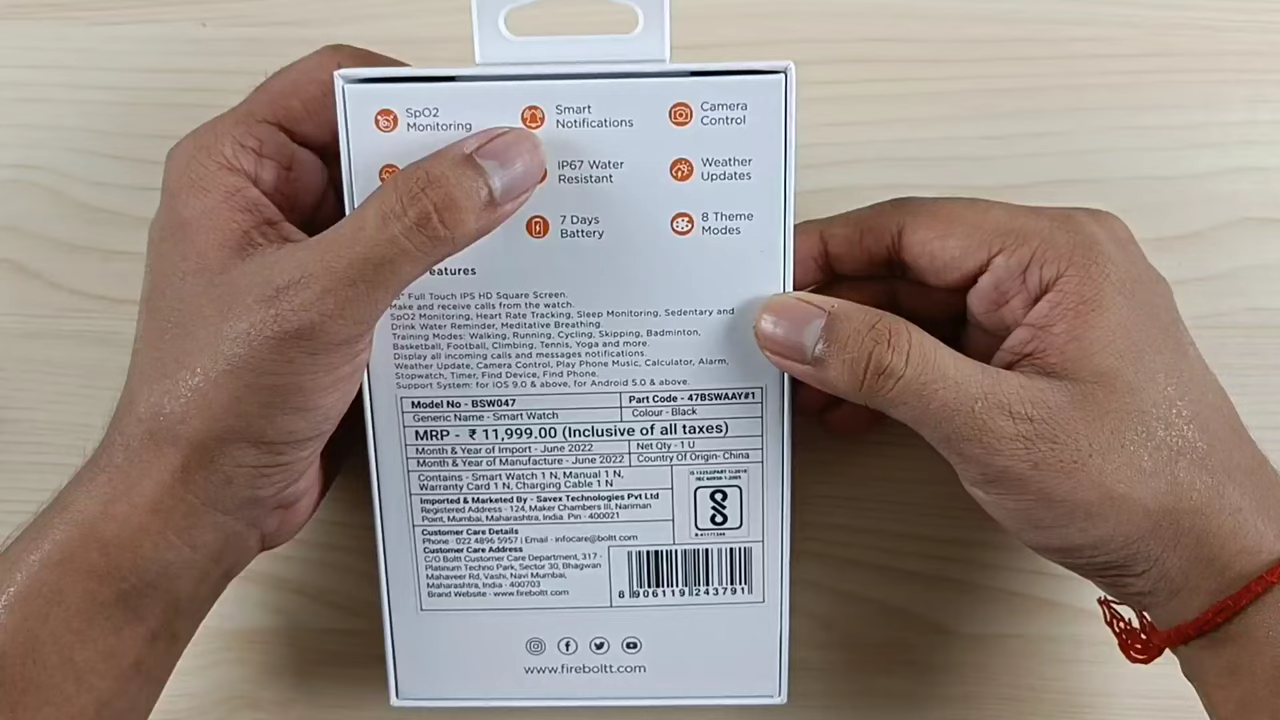 SpO2
Monitoring
Smart
Notifications
Camera
Control
IP67 Water
Resistant
Weather
Updates
7 Days
Battery
8 Theme
Modes
eatures
Full Touch IPS HD Square Screen.
Make and receive calls from the watch.
SpO2 Monitoring, Heart Rate Tracking, Sleep Monitoring, Sedentary and
Drink Water Reminder, Meditative Breathing.
Training Modes: Walking, Running, Cycling, Skipping, Badminton,
Basketball, Football, Climbing, Tennis, Yoga and more.
Display all incoming calls and messages notifications.
Weather Update, Camera Control, Play Phone Music, Calculator, Alarm,
Stopwatch, Timer, Find Device, Find Phone.
Support System: for iOS 9.0 & above, for Android 5.0 & above.
Model No - BSW047
Part Code - 47BSWAAY#1
Generic Name - Smart Watch
Colour - Black
MRP - ₹ 11,999.00 (Inclusive of all taxes)
Month & Year of Import - June 2022
Net Qty - 1 U
Month & Year of Manufacture - June 2022
Country Of Origin- China
Contains - Smart Watch 1 N, Manual 1 N,
Warranty Card 1 N, Charging Cable 1 N
Imported & Marketed By - Savex Technologies Pvt Ltd
Registered Address - 124, Maker Chambers III, Nariman
Point, Mumbai, Maharashtra, India Pin - 400021
Customer Care Details
Phone - 022 4896 5957 | Email - infocare@boltt.com
Customer Care Address
C/O Boltt Customer Care Department, 317 -
Platinum Techno Park, Sector 30, Bhagwan
Mahaveer Rd, Vashi, Navi Mumbai,
Maharashtra, India - 400703
Brand Website - www.fireboltt.com
8 906119 243791
www.fireboltt.com